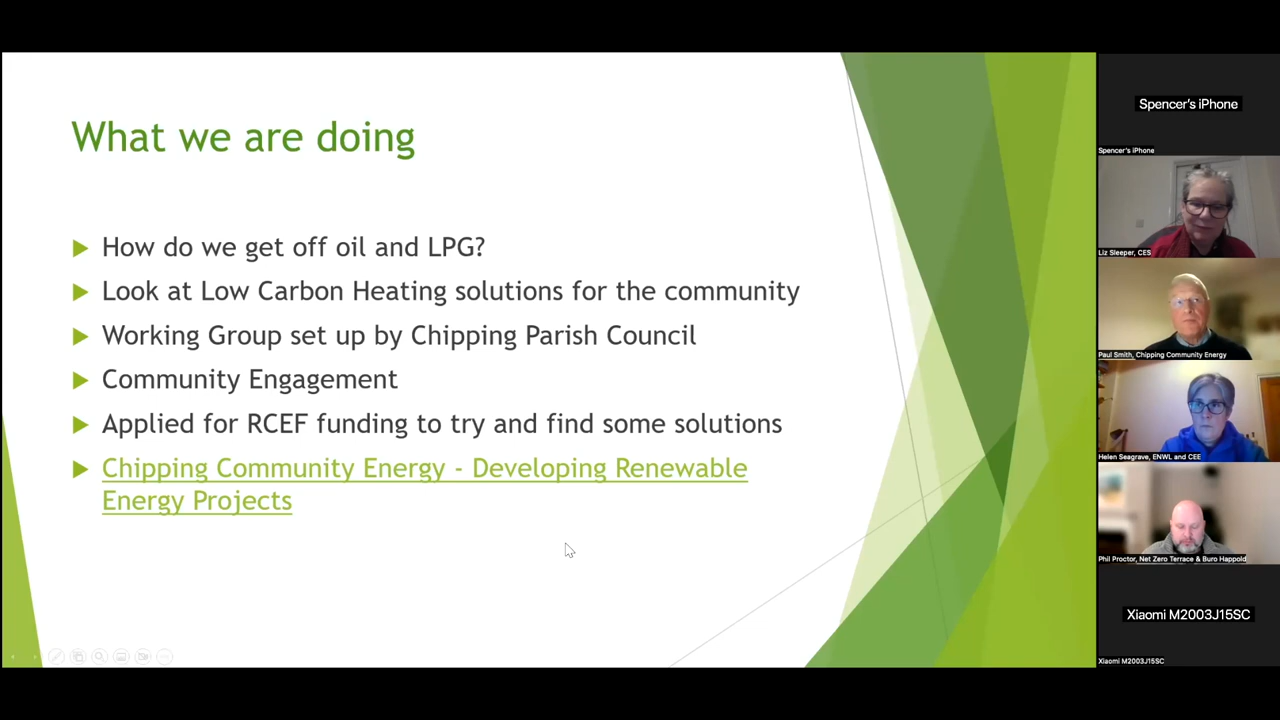 What we are doing
How do we get off oil and LPG?
Look at Low Carbon Heating solutions for the community
Working Group set up by Chipping Parish Council
Community Engagement
Applied for RCEF funding to try and find some solutions
Chipping Community Energy - Developing Renewable
Energy Projects
Spencer's iPhone
Spencer's iPhone
Liz Sleeper, CES
Paul Smith, Chipping Community Energy
Helen Seagrave, ENWL and CEE
Phil Proctor, Net Zero Terrace & Buro Happold
Xiaomi M2003J15SC
Xiaomi M2003J15SC